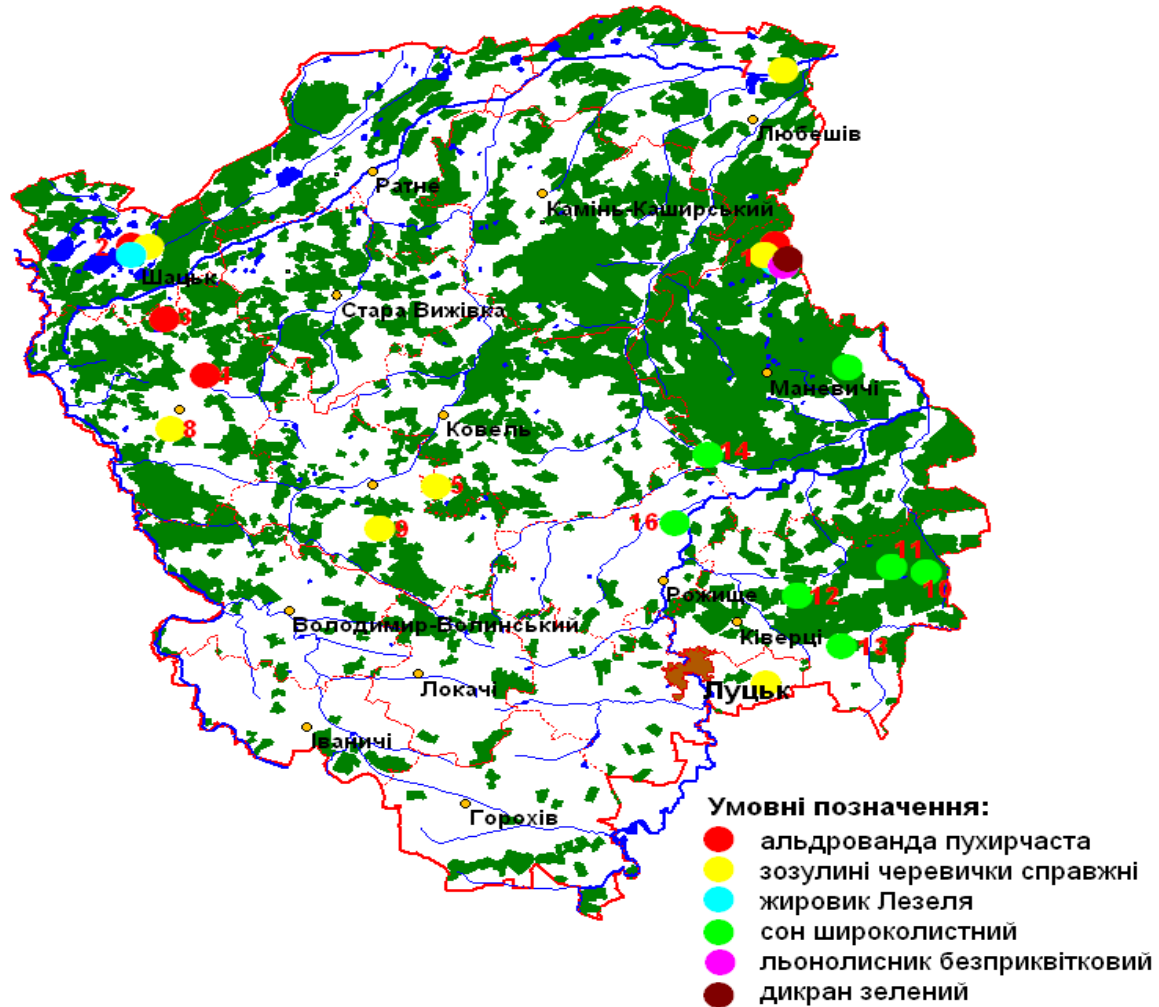 7
Любешів
Ратне
Камінь-Каширський
2
1
Шацьк
3
Стара Вижівка
4
Маневичі
8
Ковель
14
5
16
9
11
10
Рожище
12
Володимир-Волинський
Ківерці
13
Локачі
Луцьк
Іваничі
Горохів
Умовні позначення:
альдрованда пухирчаста
зозулині черевички справжні
жировик Лезеля
сон широколистний
льонолисник безприквітковий
дикран зелений